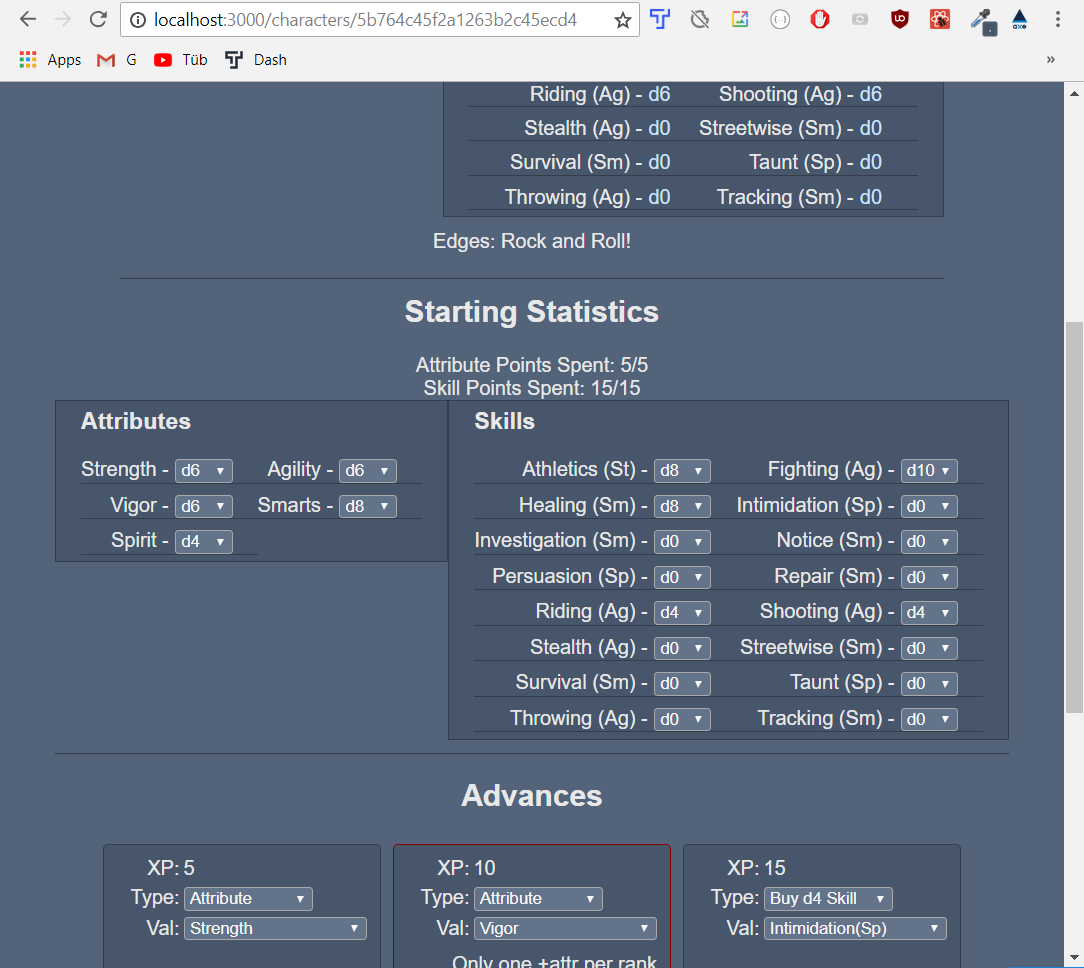 localhost:3000/characters/5b764c45f2a1263b2c45ecd4
Apps G Tüb Dash »
Riding (Ag) - d6 Shooting (Ag) - d6
Stealth (Ag) - d0 Streetwise (Sm) - d0
Survival (Sm) - d0 Taunt (Sp) - d0
Throwing (Ag) - d0 Tracking (Sm) - d0
Edges: Rock and Roll!
Starting Statistics
Attribute Points Spent: 5/5
Skill Points Spent: 15/15
Attributes
Strength - d6 Agility - d6
Vigor - d6 Smarts - d8
Spirit - d4
Skills
Athletics (St) - d8 Fighting (Ag) - d10
Healing (Sm) - d8 Intimidation (Sp) - d0
Investigation (Sm) - d0 Notice (Sm) - d0
Persuasion (Sp) - d0 Repair (Sm) - d0
Riding (Ag) - d4 Shooting (Ag) - d4
Stealth (Ag) - d0 Streetwise (Sm) - d0
Survival (Sm) - d0 Taunt (Sp) - d0
Throwing (Ag) - d0 Tracking (Sm) - d0
Advances
XP: 5
Type: Attribute
Val: Strength
XP: 10
Type: Attribute
Val: Vigor
Only one +attr per rank
XP: 15
Type: Buy d4 Skill
Val: Intimidation(Sp)